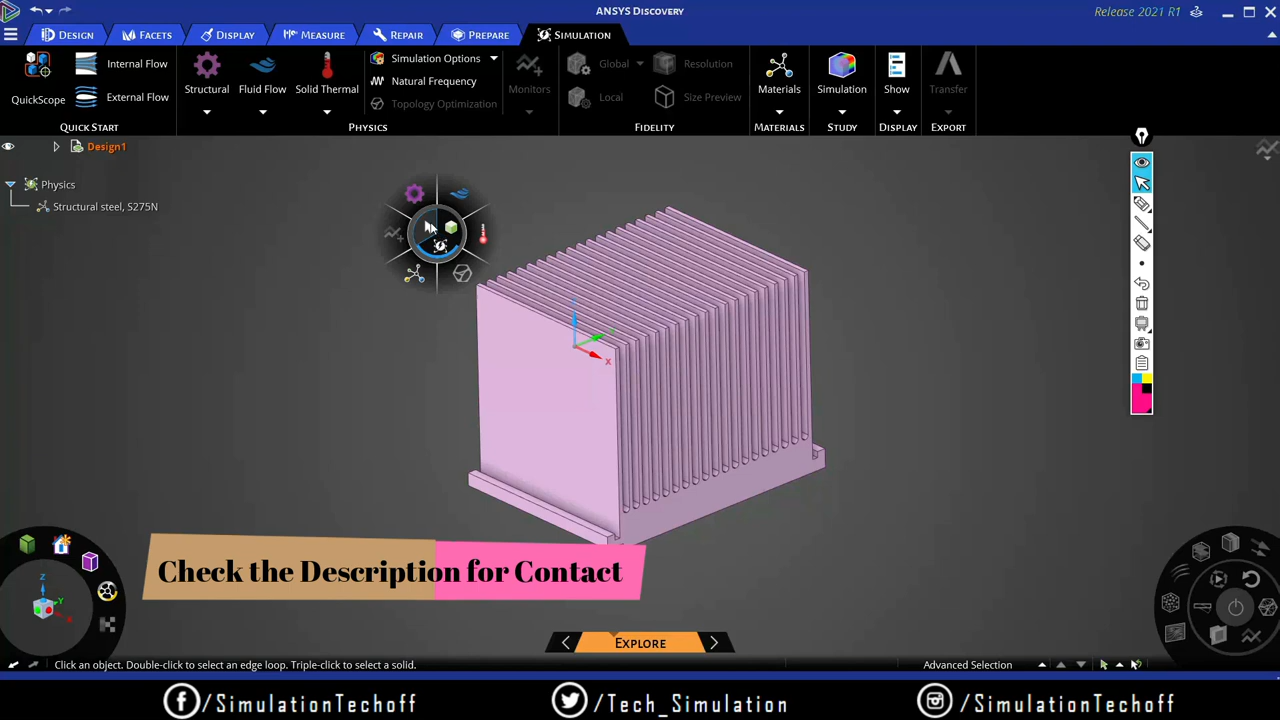 ANSYS Discovery
Release 2021 R1
DESIGN FACETS DISPLAY MEASURE REPAIR PREPARE SIMULATION
QuickScope
Internal Flow
External Flow
QUICK START
Structural Fluid Flow Solid Thermal
Simulation Options
Natural Frequency
Topology Optimization
Monitors
PHYSICS
Global Resolution
Local Size Preview
FIDELITY
Materials
MATERIALS
Simulation
STUDY
Show
DISPLAY
Transfer
EXPORT
Design1
Physics
Structural steel, S275N
X
Z
Y
X
Check the Description for Contact
EXPLORE
Click an object. Double-click to select an edge loop. Triple-click to select a solid.
Advanced Selection
/SimulationTechoff
/Tech_Simulation
/SimulationTechoff